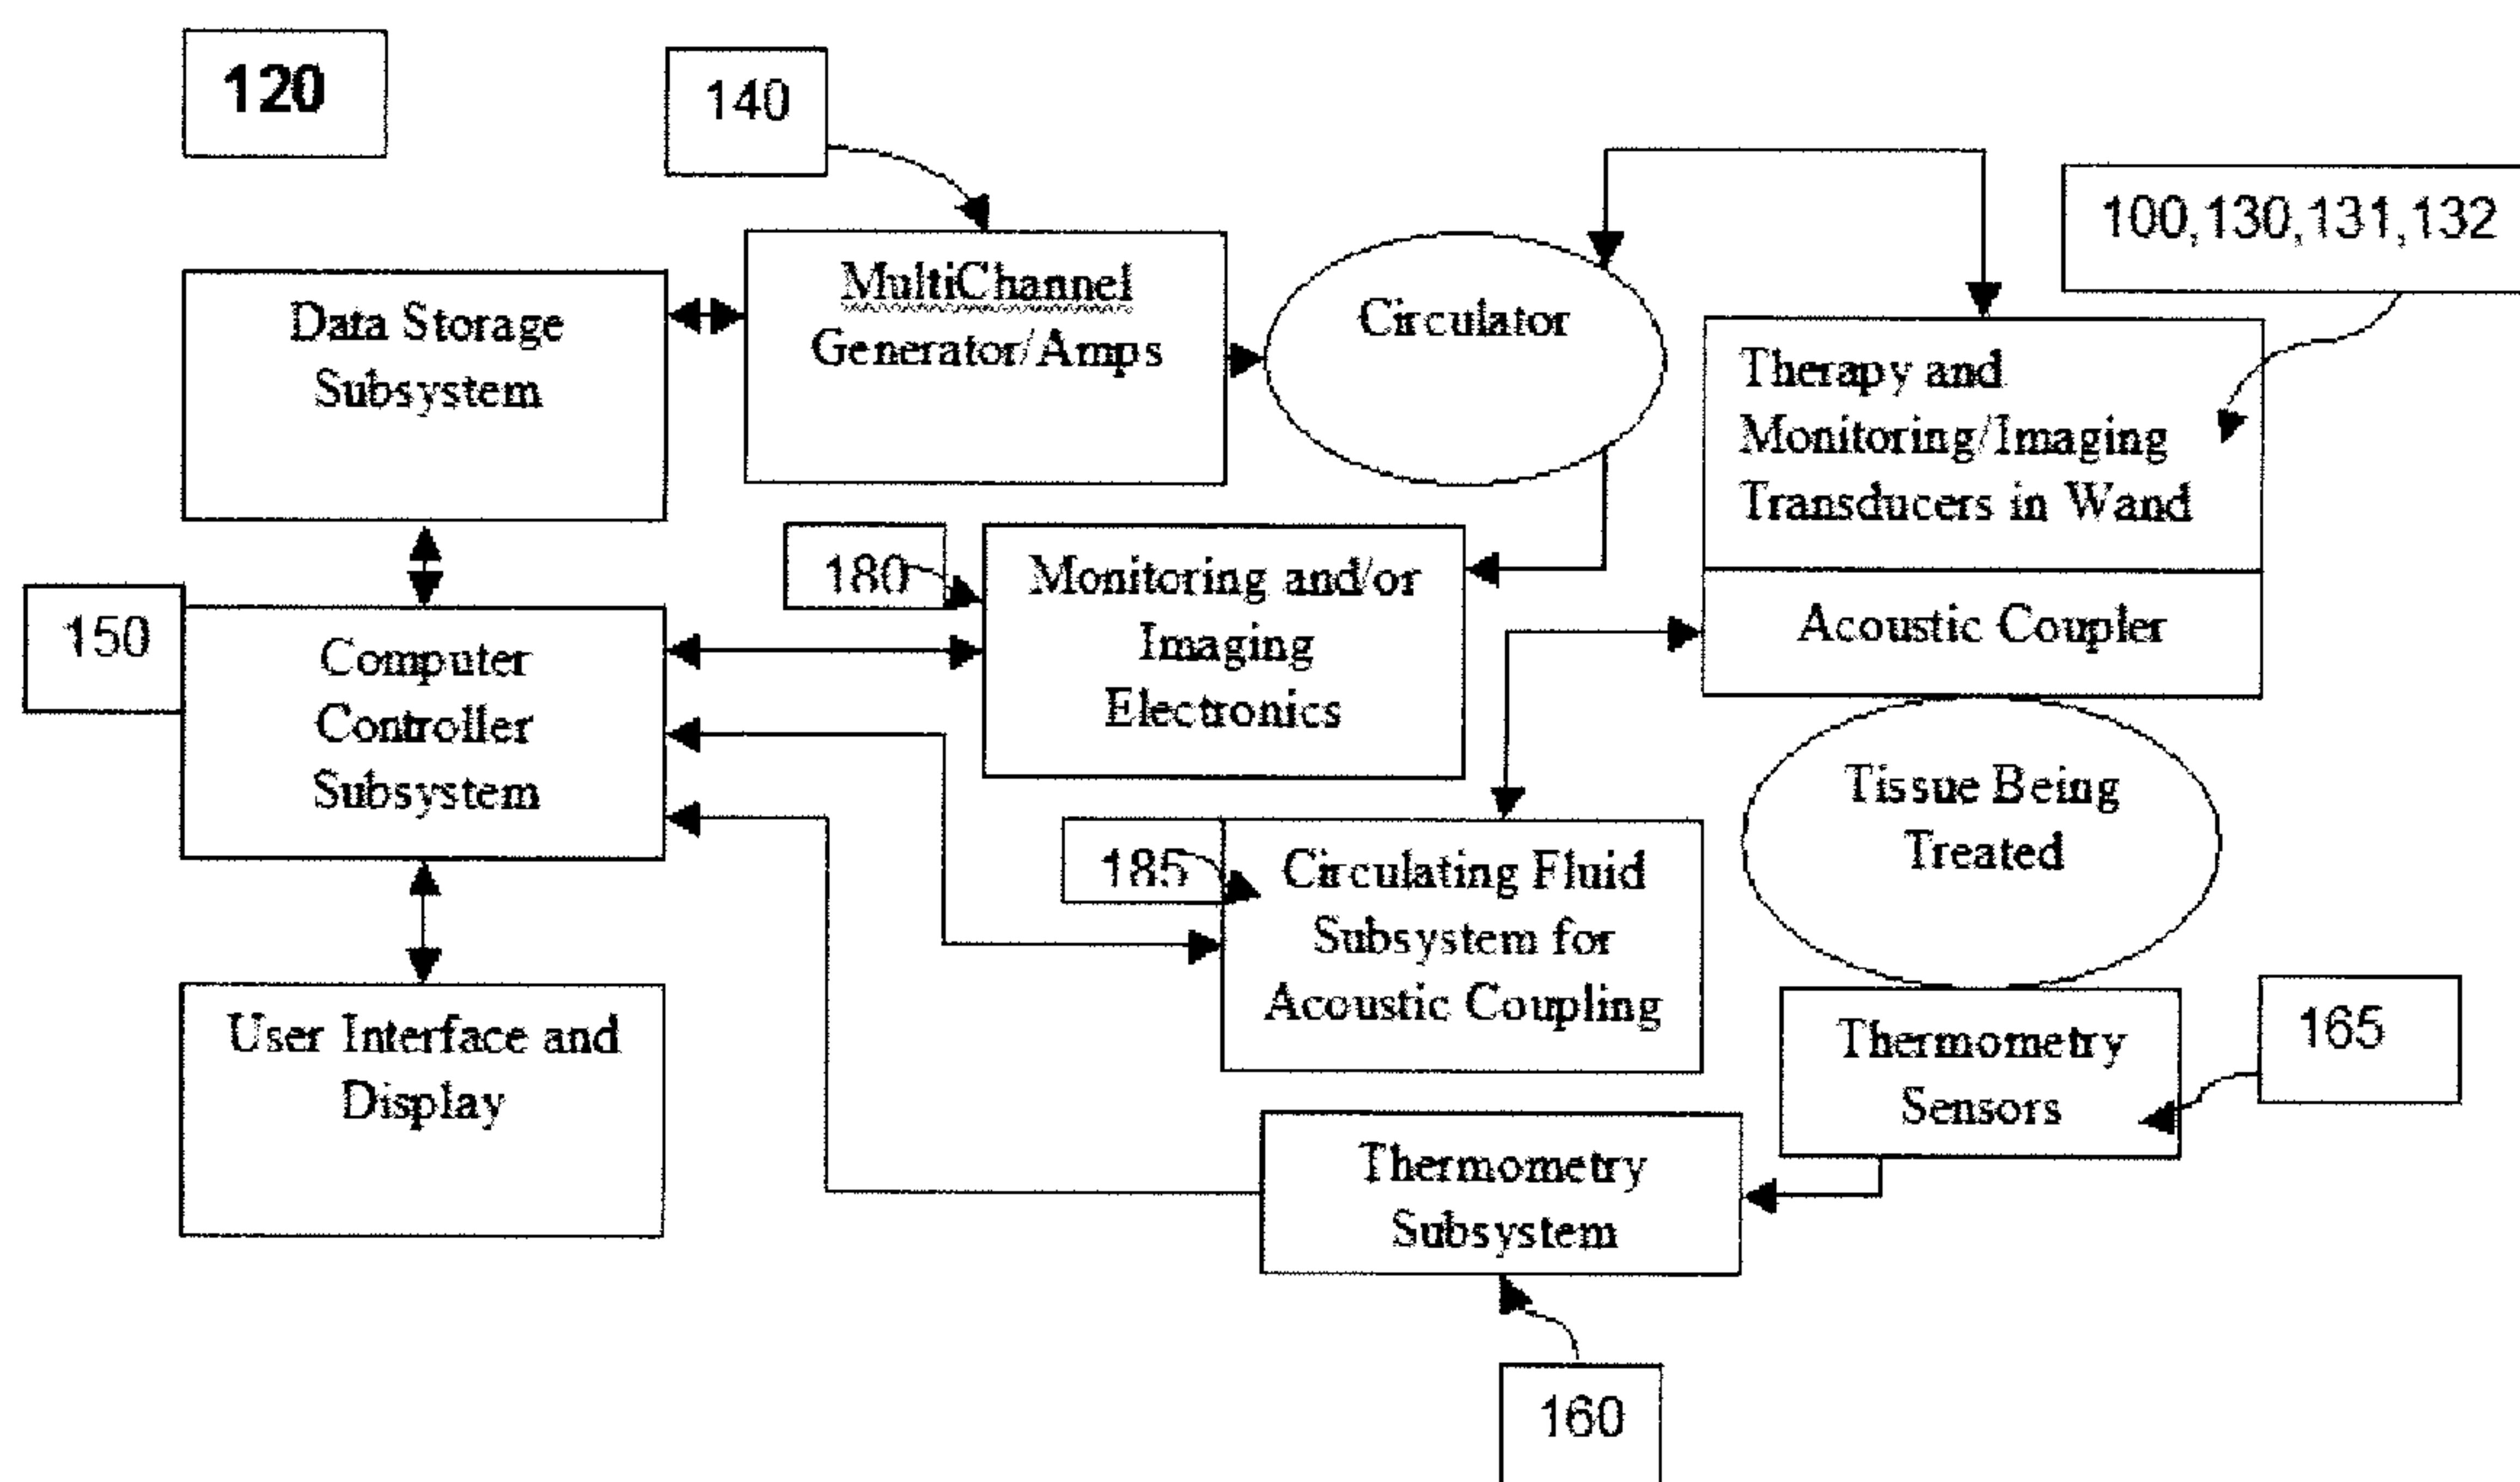 120
140
100,130,131,132
MultiChannel
Generator/Amps
Circulator
Data Storage
Subsystem
Therapy and
Monitoring/Imaging
Transducers in Wand
180
Monitoring and/or
Imaging
Electronics
150
Computer
Controller
Subsystem
Acoustic Coupler
Tissue Being
Treated
185
Circulating Fluid
Subsystem for
Acoustic Coupling
User Interface and
Display
Thermometry
Sensors
165
Thermometry
Subsystem
160